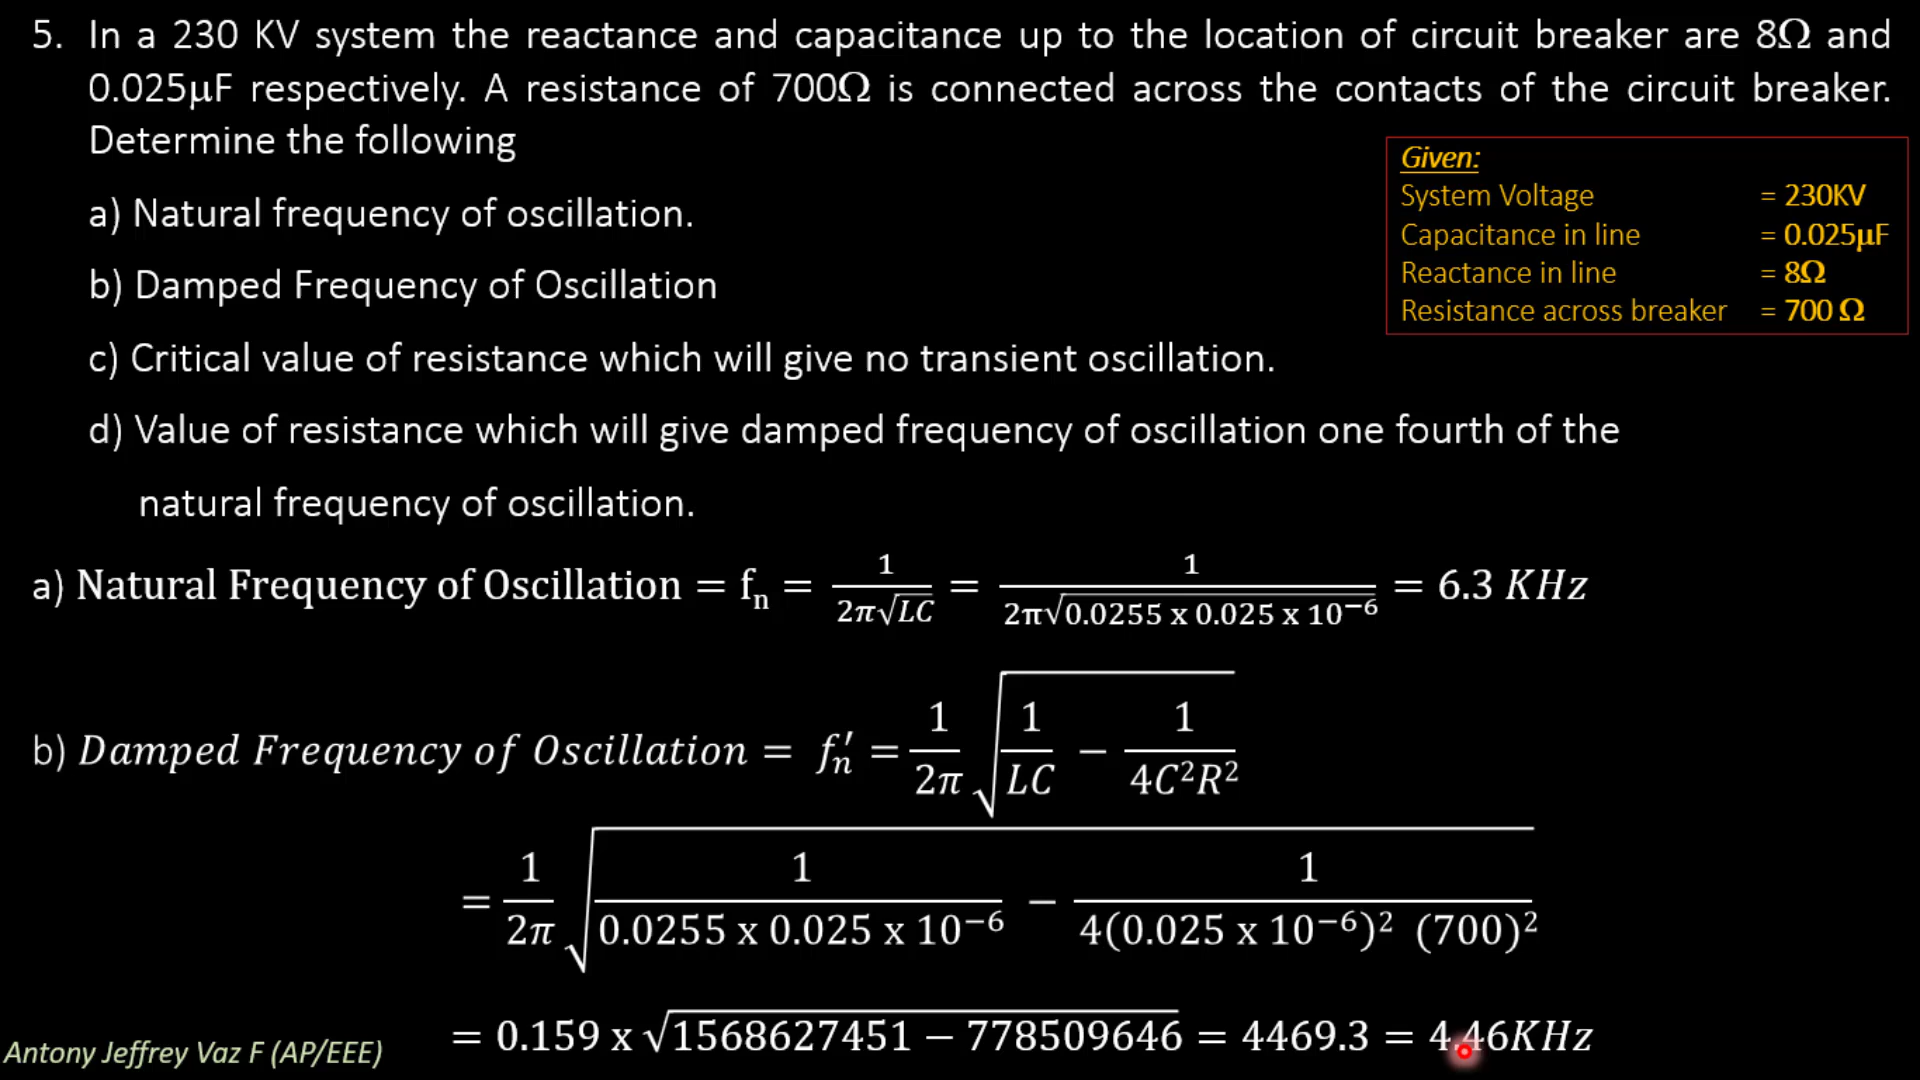 5. In a 230 KV system the reactance and capacitance up to the location of circuit breaker are 8Ω and
0.025μF respectively. A resistance of 700Ω is connected across the contacts of the circuit breaker.
Determine the following
Given:
System Voltage = 230KV
Capacitance in line = 0.025μF
Reactance in line = 8Ω
Resistance across breaker = 700 Ω
a) Natural frequency of oscillation.
b) Damped Frequency of Oscillation
c) Critical value of resistance which will give no transient oscillation.
d) Value of resistance which will give damped frequency of oscillation one fourth of the
natural frequency of oscillation.
a) Natural Frequency of Oscillation = fₙ = 1/(2π√LC) = 1/(2π√(0.0255 x 0.025 x 10⁻⁶)) = 6.3 KHz
b) Damped Frequency of Oscillation = fₙ′ = 1/2π √(1/LC − 1/4C²R²)
= 1/2π √(1/(0.0255 x 0.025 x 10⁻⁶) − 1/(4(0.025 x 10⁻⁶)² (700)²))
= 0.159 x √(1568627451 − 778509646) = 4469.3 = 4.46KHz
Antony Jeffrey Vaz F (AP/EEE)